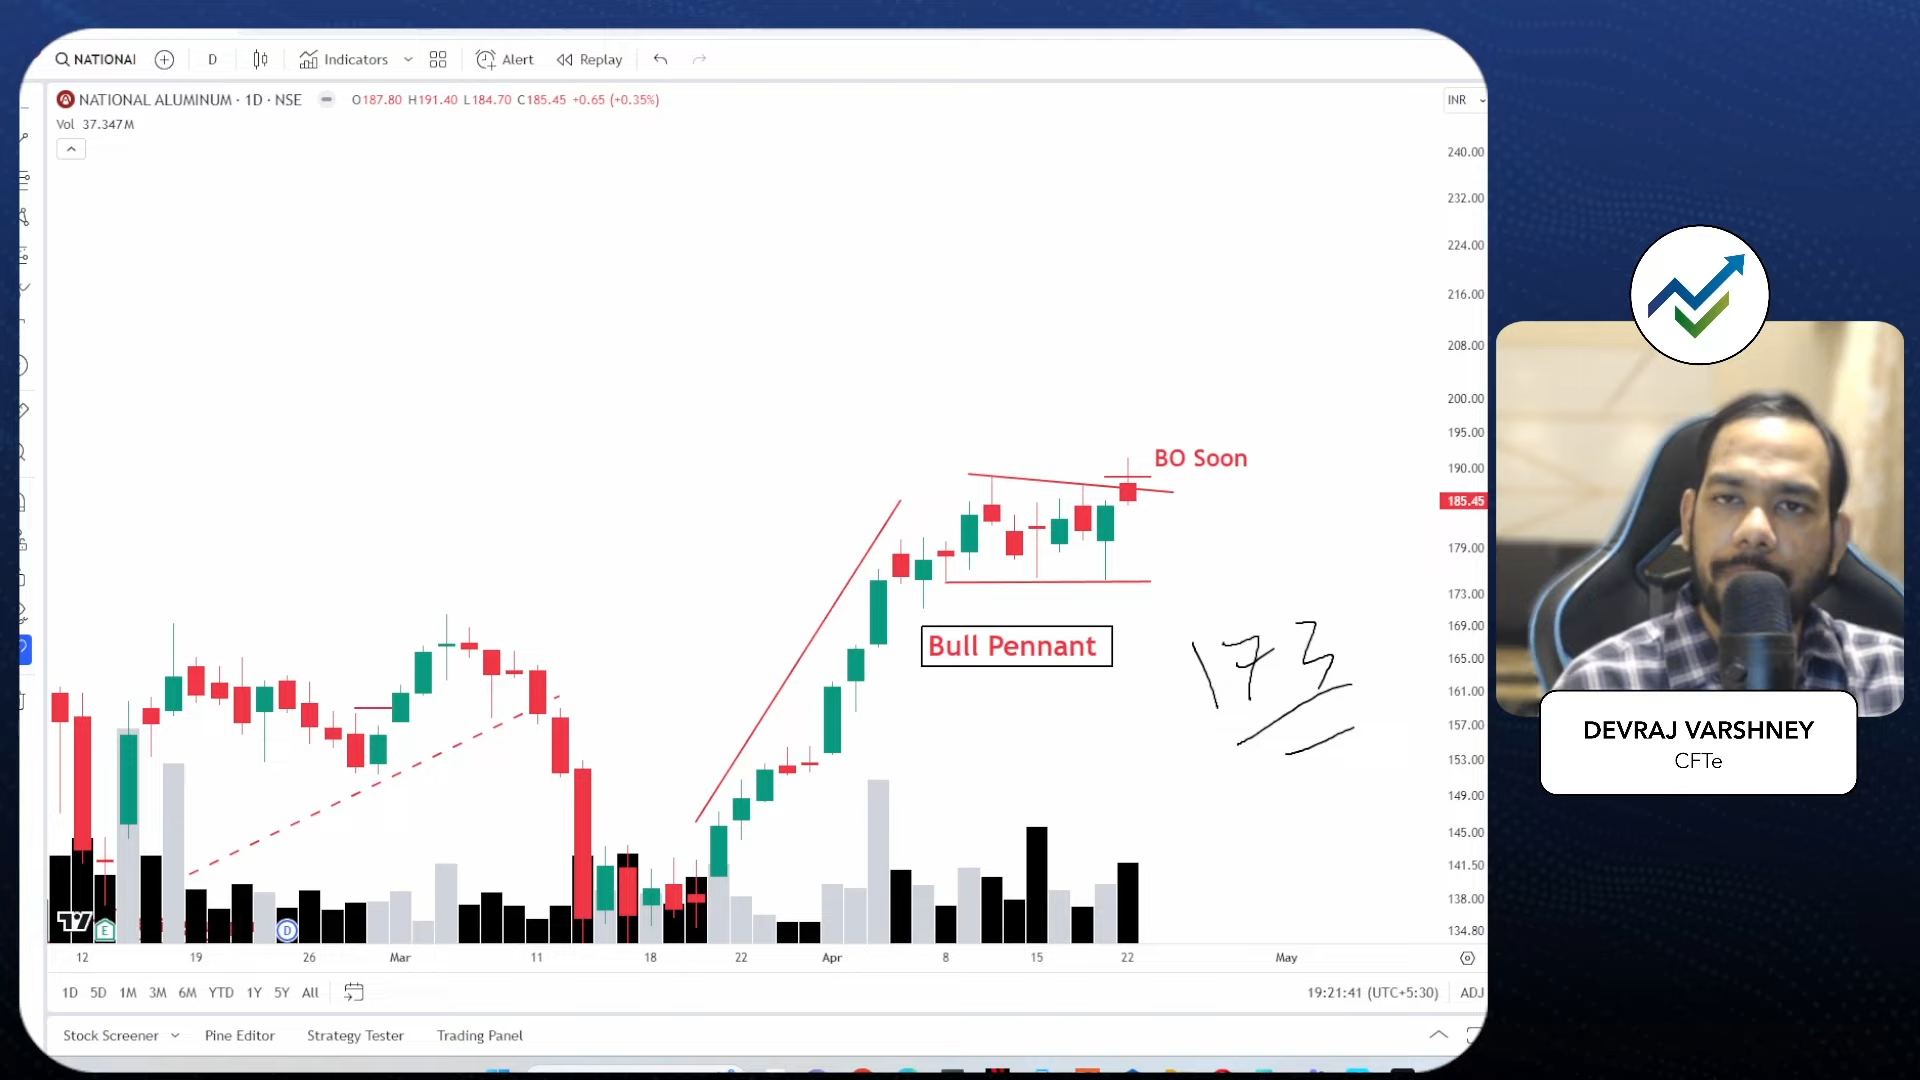 NATIONAl D Indicators Alert Replay
NATIONAL ALUMINUM · 1D · NSE O187.80 H191.40 L184.70 C185.45 +0.65 (+0.35%) INR
Vol 37.347M
240.00
232.00
224.00
216.00
208.00
200.00
195.00
190.00
185.45
179.00
173.00
169.00
165.00
161.00
157.00
153.00
149.00
145.00
141.50
138.00
134.80
BO Soon
Bull Pennant
173
E D
12 19 26 Mar 11 18 22 Apr 8 15 22 May
1D 5D 1M 3M 6M YTD 1Y 5Y All 19:21:41 (UTC+5:30) ADJ
Stock Screener Pine Editor Strategy Tester Trading Panel
DEVRAJ VARSHNEY
CFTe